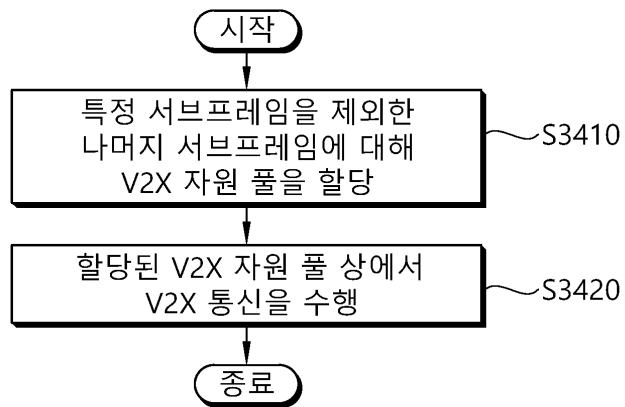 시작
특정 서브프레임을 제외한
나머지 서브프레임에 대해
V2X 자원 풀을 할당
S3410
할당된 V2X 자원 풀 상에서
V2X 통신을 수행
S3420
종료